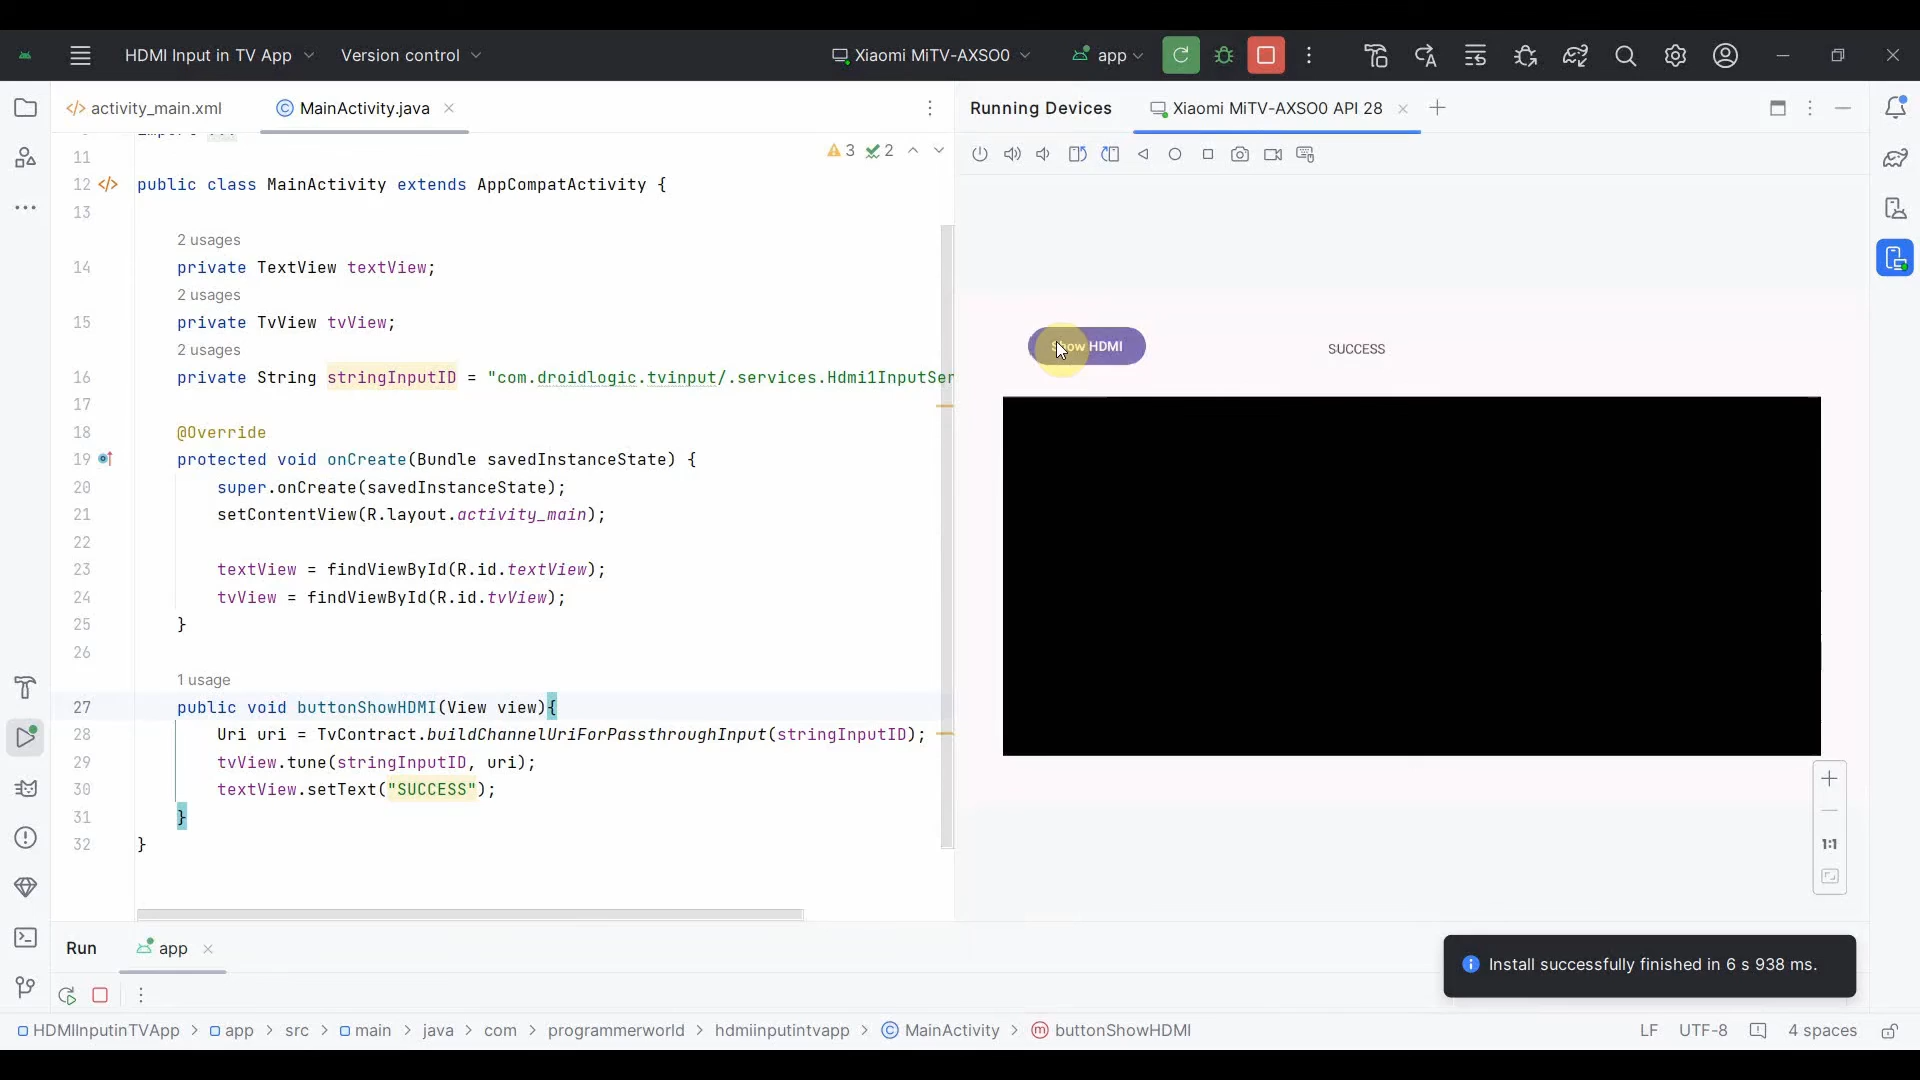 HDMI Input in TV App
Version control
Xiaomi MiTV-AXSO0
app
activity_main.xml
MainActivity.java
Running Devices
Xiaomi MiTV-AXSO0 API 28
3 2
11
12 public class MainActivity extends AppCompatActivity {
13
2 usages
14 private TextView textView;
2 usages
15 private TvView tvView;
2 usages
16 private String stringInputID = "com.droidlogic.tvinput/.services.Hdmi1InputSer
17
18 @Override
19 protected void onCreate(Bundle savedInstanceState) {
20 super.onCreate(savedInstanceState);
21 setContentView(R.layout.activity_main);
22
23 textView = findViewById(R.id.textView);
24 tvView = findViewById(R.id.tvView);
25 }
26
1 usage
27 public void buttonShowHDMI(View view){
28 Uri uri = TvContract.buildChannelUriForPassthroughInput(stringInputID);
29 tvView.tune(stringInputID, uri);
30 textView.setText("SUCCESS");
31 }
32 }
Show HDMI
SUCCESS
1:1
Run
app
Install successfully finished in 6 s 938 ms.
HDMIInputinTVApp > app > src > main > java > com > programmerworld > hdmiinputintvapp > MainActivity > buttonShowHDMI
LF UTF-8 4 spaces